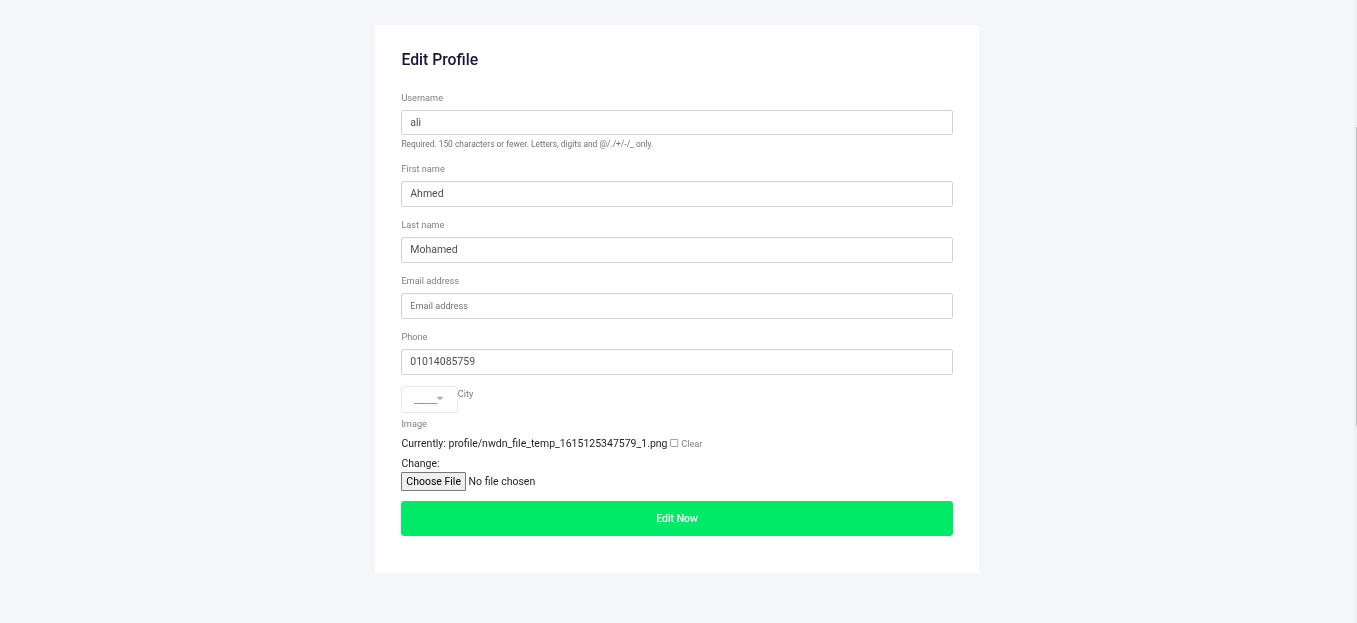 Edit Profile
Username
ali
Required. 150 characters or fewer. Letters, digits and @/./+/-/_ only.
First name
Ahmed
Last name
Mohamed
Email address
Email address
Phone
01014085759
---------
City
Image
Currently: profile/nwdn_file_temp_1615125347579_1.png Clear
Change:
Choose File No file chosen
Edit Now